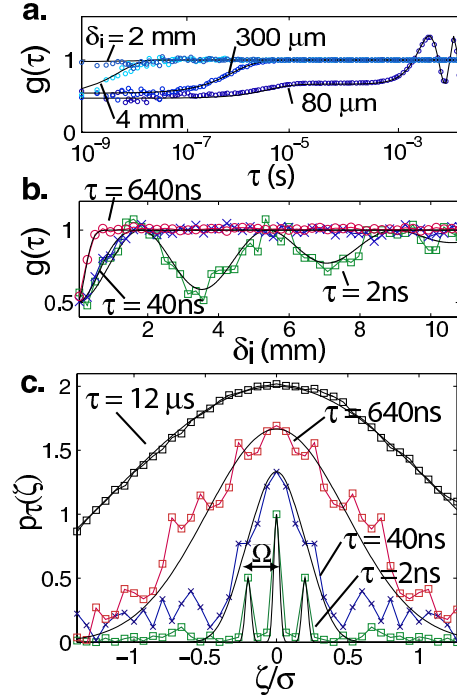 a.
δi = 2 mm
300 μm
4 mm
80 μm
g(τ)
1
0
10^-9
10^-7
10^-5
10^-3
τ (s)
b.
τ = 640ns
τ = 40ns
τ = 2ns
g(τ)
1
0.5
2
4
6
8
10
δi (mm)
c.
τ = 12 μs
τ = 640ns
τ = 40ns
τ = 2ns
Ω
pτ(ζ)
2
1.5
1
0.5
0
-1
-0.5
0
0.5
1
ζ/σ